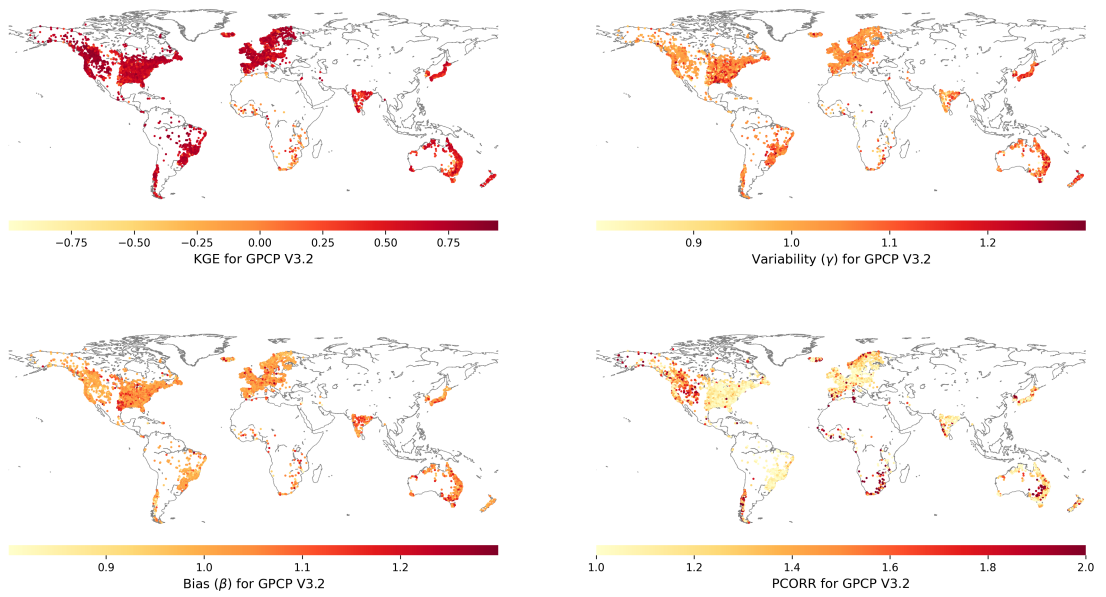 −0.75 −0.50 −0.25 0.00 0.25 0.50 0.75
KGE for GPCP V3.2
0.9 1.0 1.1 1.2
Variability (γ) for GPCP V3.2
0.9 1.0 1.1 1.2
Bias (β) for GPCP V3.2
1.0 1.2 1.4 1.6 1.8 2.0
PCORR for GPCP V3.2